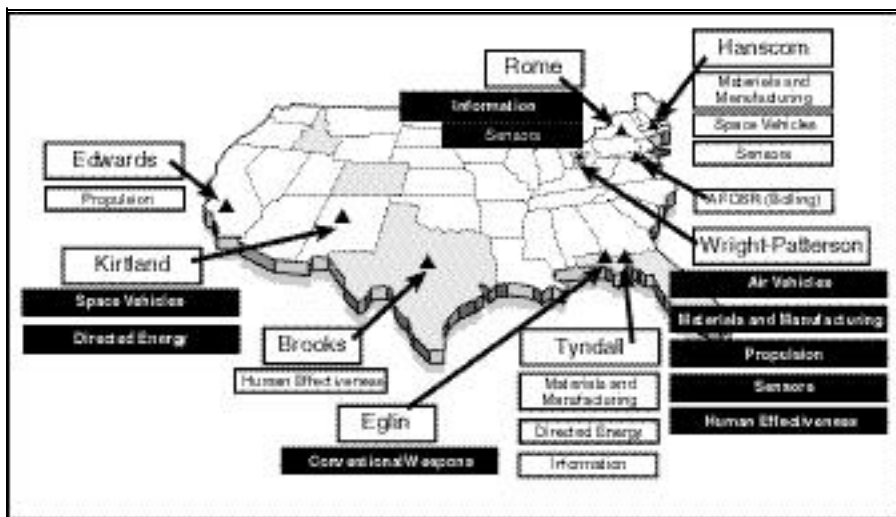 Hanscom
Materials and
Manufacturing
Space Vehicles
Sensors
Rome
Information
Sensors
Edwards
Propulsion
AFOSR (Bolling)
Wright-Patterson
Air Vehicles
Materials and Manufacturing
Propulsion
Sensors
Human Effectiveness
Kirtland
Space Vehicles
Directed Energy
Brooks
Human Effectiveness
Tyndall
Materials and
Manufacturing
Directed Energy
Information
Eglin
Conventional Weapons